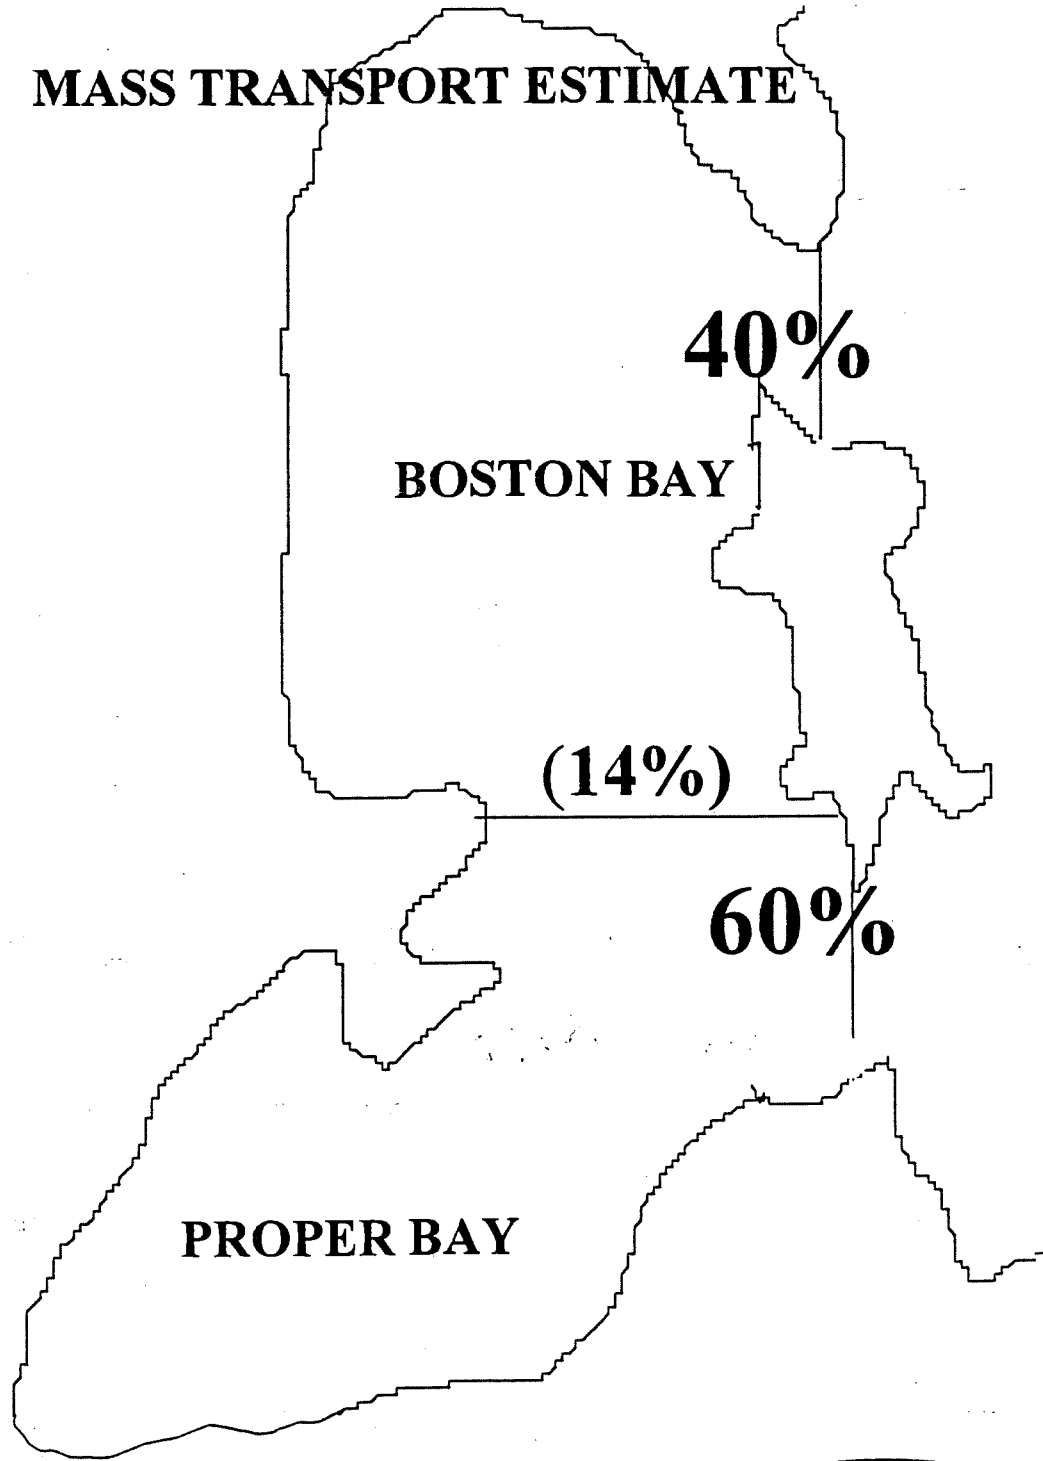 MASS TRANSPORT ESTIMATE
40%
BOSTON BAY
(14%)
60%
PROPER BAY